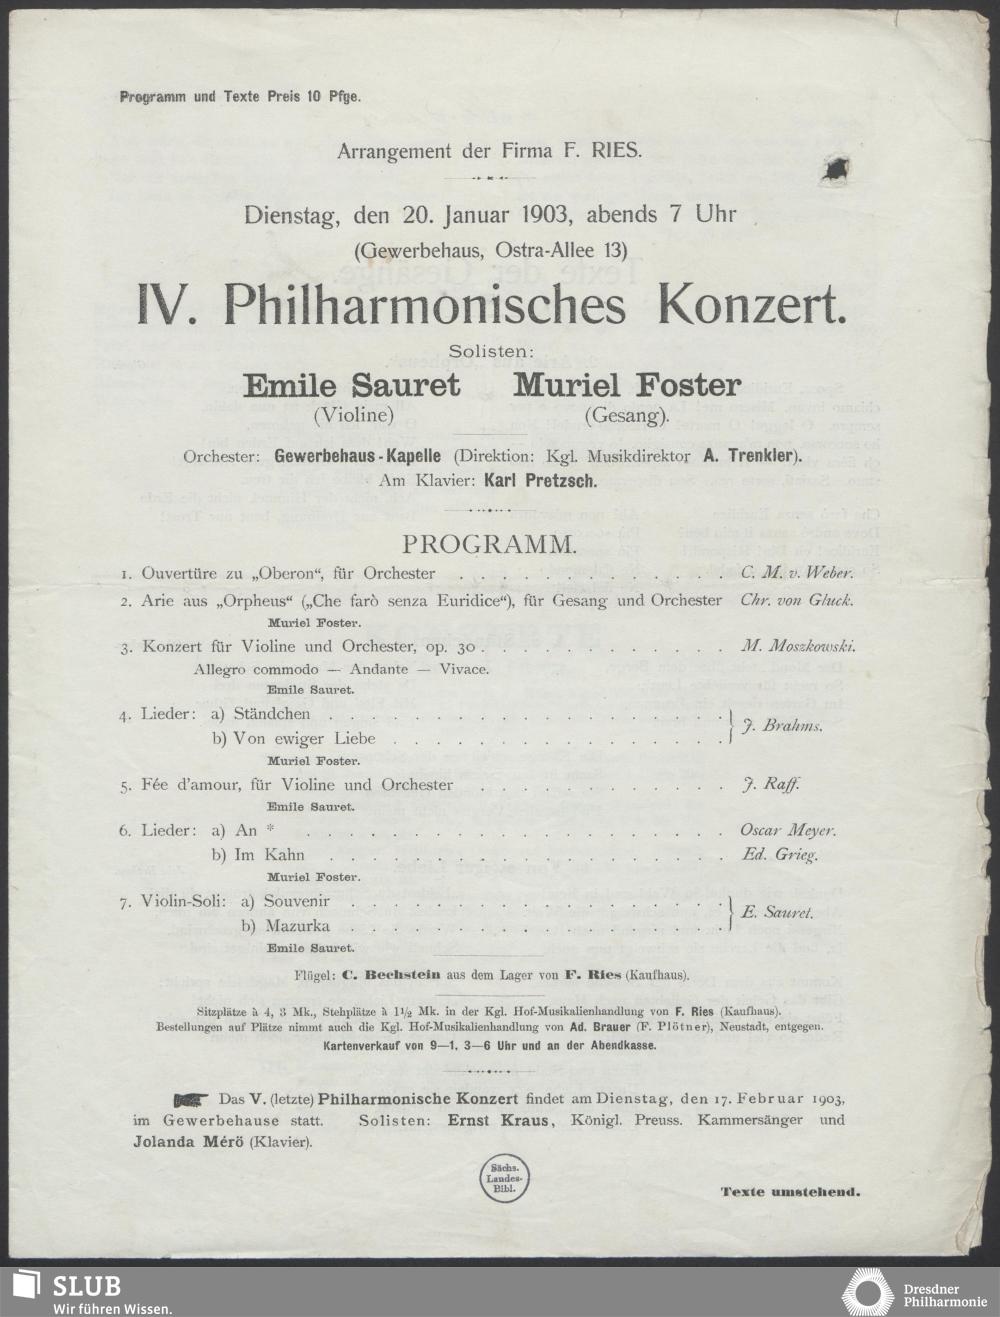 Programm und Texte Preis 10 Pfge.
Arrangement der Firma F. RIES.
Dienstag, den 20. Januar 1903, abends 7 Uhr
(Gewerbehaus, Ostra-Allee 13)
IV. Philharmonisches Konzert.
Solisten:
Emile Sauret Muriel Foster
(Violine) (Gesang).
Orchester: Gewerbehaus-Kapelle (Direktion: Kgl. Musikdirektor A. Trenkler).
Am Klavier: Karl Pretzsch.
PROGRAMM.
1. Ouvertüre zu „Oberon“, für Orchester . . . . . . . . . . . . . C. M. v. Weber.
2. Arie aus „Orpheus“ („Che farò senza Euridice“), für Gesang und Orchester Chr. von Gluck.
Muriel Foster.
3. Konzert für Violine und Orchester, op. 30 . . . . . . . . . . . . M. Moszkowski.
Allegro commodo — Andante — Vivace.
Emile Sauret.
4. Lieder: a) Ständchen . . . . . . . . . . . . . . . . . . .
b) Von ewiger Liebe . . . . . . . . . . . . . . . . } J. Brahms.
Muriel Foster.
5. Fée d'amour, für Violine und Orchester . . . . . . . . . . . . J. Raff.
Emile Sauret.
6. Lieder: a) An * . . . . . . . . . . . . . . . . . . . . Oscar Meyer.
b) Im Kahn . . . . . . . . . . . . . . . . . . . Ed. Grieg.
Muriel Foster.
7. Violin-Soli: a) Souvenir . . . . . . . . . . . . . . . . . .
b) Mazurka . . . . . . . . . . . . . . . . . . } E. Sauret.
Emile Sauret.
Flügel: C. Bechstein aus dem Lager von F. Ries (Kaufhaus).
Sitzplätze à 4, 3 Mk., Stehplätze à 1½ Mk. in der Kgl. Hof-Musikalienhandlung von F. Ries (Kaufhaus).
Bestellungen auf Plätze nimmt auch die Kgl. Hof-Musikalienhandlung von Ad. Brauer (F. Plötner), Neustadt, entgegen.
Kartenverkauf von 9—1, 3—6 Uhr und an der Abendkasse.
Das V. (letzte) Philharmonische Konzert findet am Dienstag, den 17. Februar 1903,
im Gewerbehause statt. Solisten: Ernst Kraus, Königl. Preuss. Kammersänger und
Jolanda Mérö (Klavier).
Sächs.
Landes-
Bibl.
Texte umstehend.
SLUB
Wir führen Wissen.
Dresdner
Philharmonie